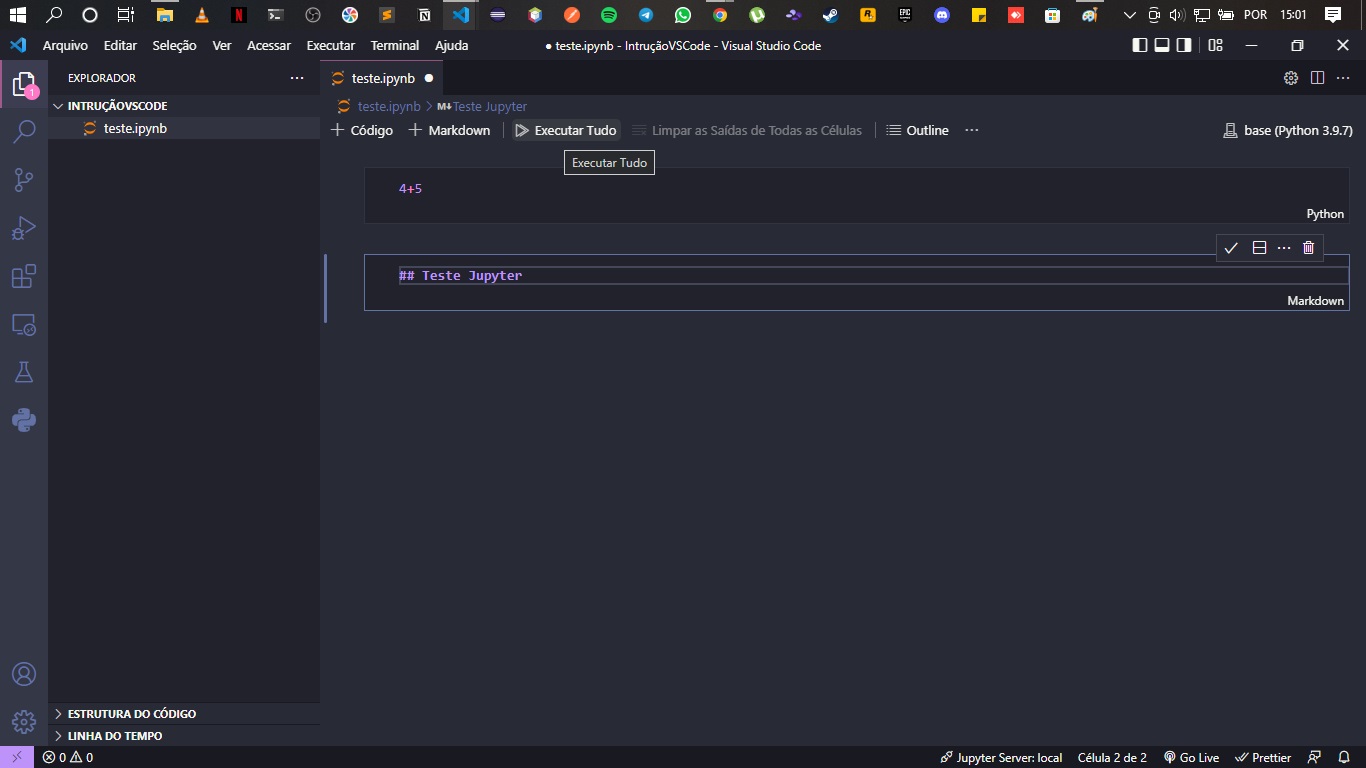 POR 15:01
Arquivo Editar Seleção Ver Acessar Executar Terminal Ajuda ● teste.ipynb - IntruçãoVSCode - Visual Studio Code
EXPLORADOR
teste.ipynb
INTRUÇÃOVSCODE
teste.ipynb
teste.ipynb > M↓Teste Jupyter
+ Código + Markdown Executar Tudo Limpar as Saídas de Todas as Células Outline ... base (Python 3.9.7)
Executar Tudo
4+5
Python
## Teste Jupyter
Markdown
1
ESTRUTURA DO CÓDIGO
LINHA DO TEMPO
0 0 Jupyter Server: local Célula 2 de 2 Go Live Prettier